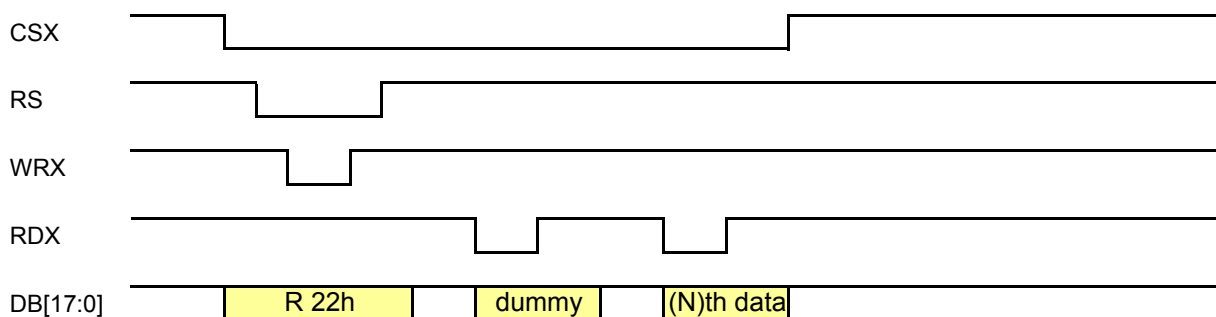 CSX
RS
WRX
RDX
DB[17:0] R 22h dummy (N)th data